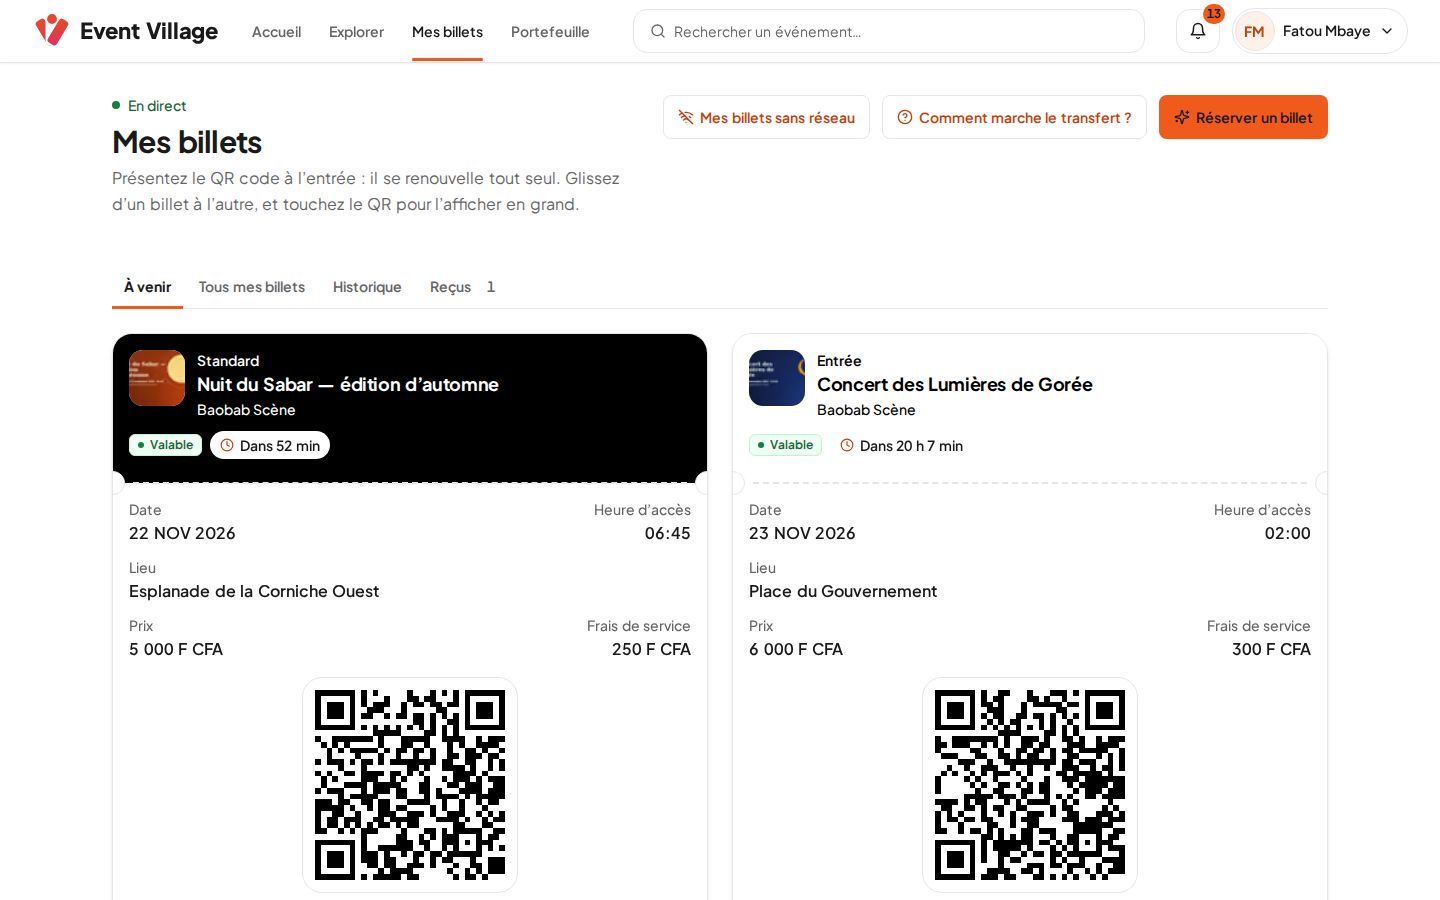 Event Village
Accueil
Explorer
Mes billets
Portefeuille
Rechercher un événement…
13
FM
Fatou Mbaye
En direct
Mes billets
Présentez le QR code à l’entrée : il se renouvelle tout seul. Glissez
d’un billet à l’autre, et touchez le QR pour l’afficher en grand.
Mes billets sans réseau
Comment marche le transfert ?
Réserver un billet
À venir
Tous mes billets
Historique
Reçus 1
Standard
Nuit du Sabar — édition d’automne
Baobab Scène
Valable
Dans 52 min
Date
22 NOV 2026
Heure d’accès
06:45
Lieu
Esplanade de la Corniche Ouest
Prix
5 000 F CFA
Frais de service
250 F CFA
Entrée
Concert des Lumières de Gorée
Baobab Scène
Valable
Dans 20 h 7 min
Date
23 NOV 2026
Heure d’accès
02:00
Lieu
Place du Gouvernement
Prix
6 000 F CFA
Frais de service
300 F CFA